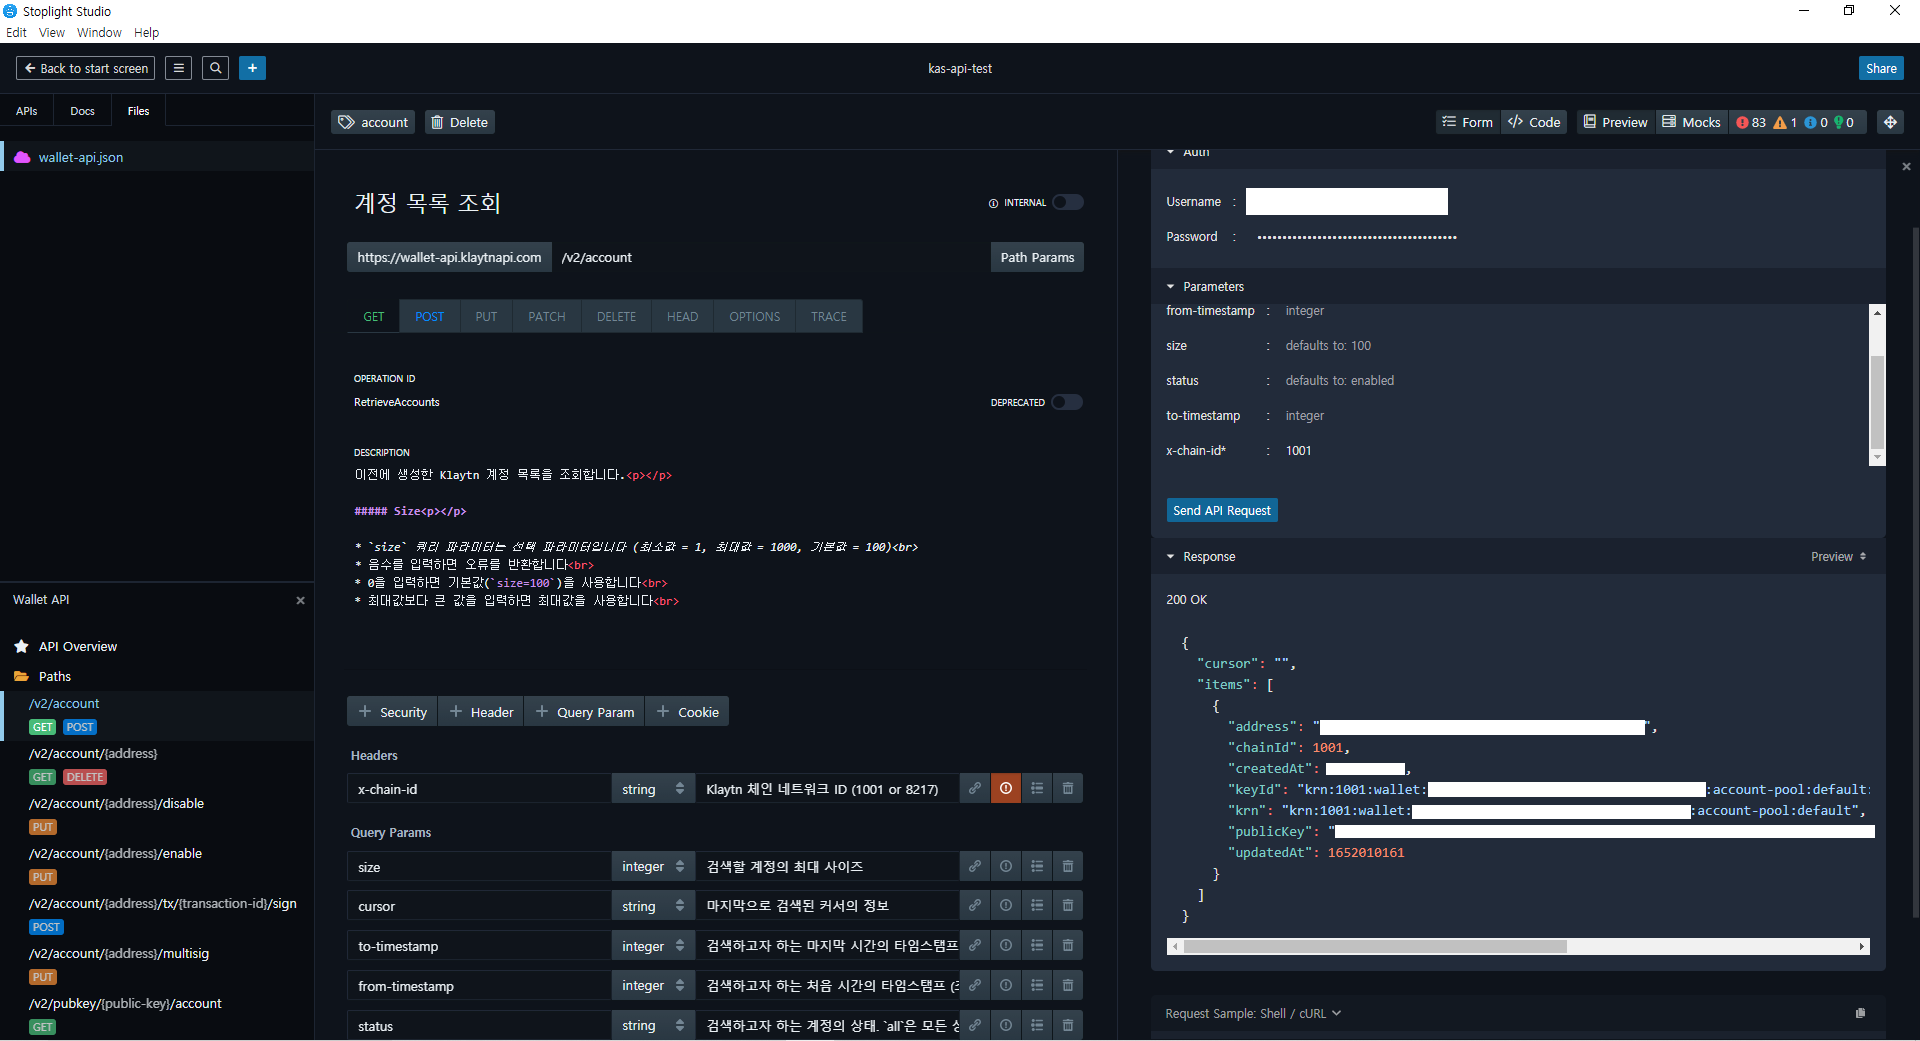 Stoplight Studio
Edit View Window Help
Back to start screen
kas-api-test
Share
APIs Docs Files
account Delete
Form Code Preview Mocks 83 1 0 0
wallet-api.json
계정 목록 조회
INTERNAL
https://wallet-api.klaytnapi.com /v2/account Path Params
GET POST PUT PATCH DELETE HEAD OPTIONS TRACE
OPERATION ID
RetrieveAccounts
DEPRECATED
DESCRIPTION
이전에 생성한 Klaytn 계정 목록을 조회합니다.<p></p>
##### Size<p></p>
* `size` 쿼리 파라미터는 선택 파라미터입니다 (최소값 = 1, 최대값 = 1000, 기본값 = 100)<br>
* 음수를 입력하면 오류를 반환합니다<br>
* 0을 입력하면 기본값(`size=100`)을 사용합니다<br>
* 최대값보다 큰 값을 입력하면 최대값을 사용합니다<br>
Security Header Query Param Cookie
Headers
x-chain-id string Klaytn 체인 네트워크 ID (1001 or 8217)
Query Params
size integer 검색할 계정의 최대 사이즈
cursor string 마지막으로 검색된 커서의 정보
to-timestamp integer 검색하고자 하는 마지막 시간의 타임스탬프
from-timestamp integer 검색하고자 하는 처음 시간의 타임스탬프 (초
status string 검색하고자 하는 계정의 상태. `all`은 모든 상
Wallet API
API Overview
Paths
/v2/account
GET POST
/v2/account/{address}
GET DELETE
/v2/account/{address}/disable
PUT
/v2/account/{address}/enable
PUT
/v2/account/{address}/tx/{transaction-id}/sign
POST
/v2/account/{address}/multisig
PUT
/v2/pubkey/{public-key}/account
GET
Auth
Username :
Password : ••••••••••••••••••••••••••••••••••••••••
Parameters
from-timestamp : integer
size : defaults to: 100
status : defaults to: enabled
to-timestamp : integer
x-chain-id* : 1001
Send API Request
Response Preview
200 OK
{
"cursor": "",
"items": [
{
"address": "",
"chainId": 1001,
"createdAt": ,
"keyId": "krn:1001:wallet: :account-pool:default:
"krn": "krn:1001:wallet: :account-pool:default",
"publicKey": "
"updatedAt": 1652010161
}
]
}
Request Sample: Shell / cURL